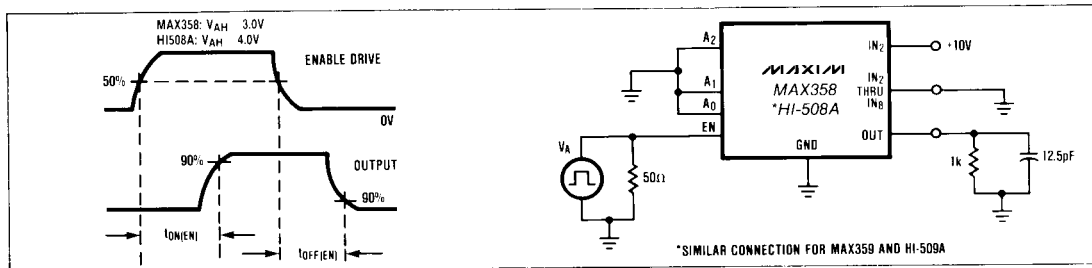 MAX358: VAH 3.0V
HI508A: VAH 4.0V
ENABLE DRIVE
50%
0V
90%
OUTPUT
90%
tON(EN)
tOFF(EN)
A2
A1
A0
EN
MAXIM
MAX358
*HI-508A
GND
IN2
IN2
THRU
IN8
OUT
+10V
VA
50Ω
1k
12.5pF
*SIMILAR CONNECTION FOR MAX359 AND HI-509A